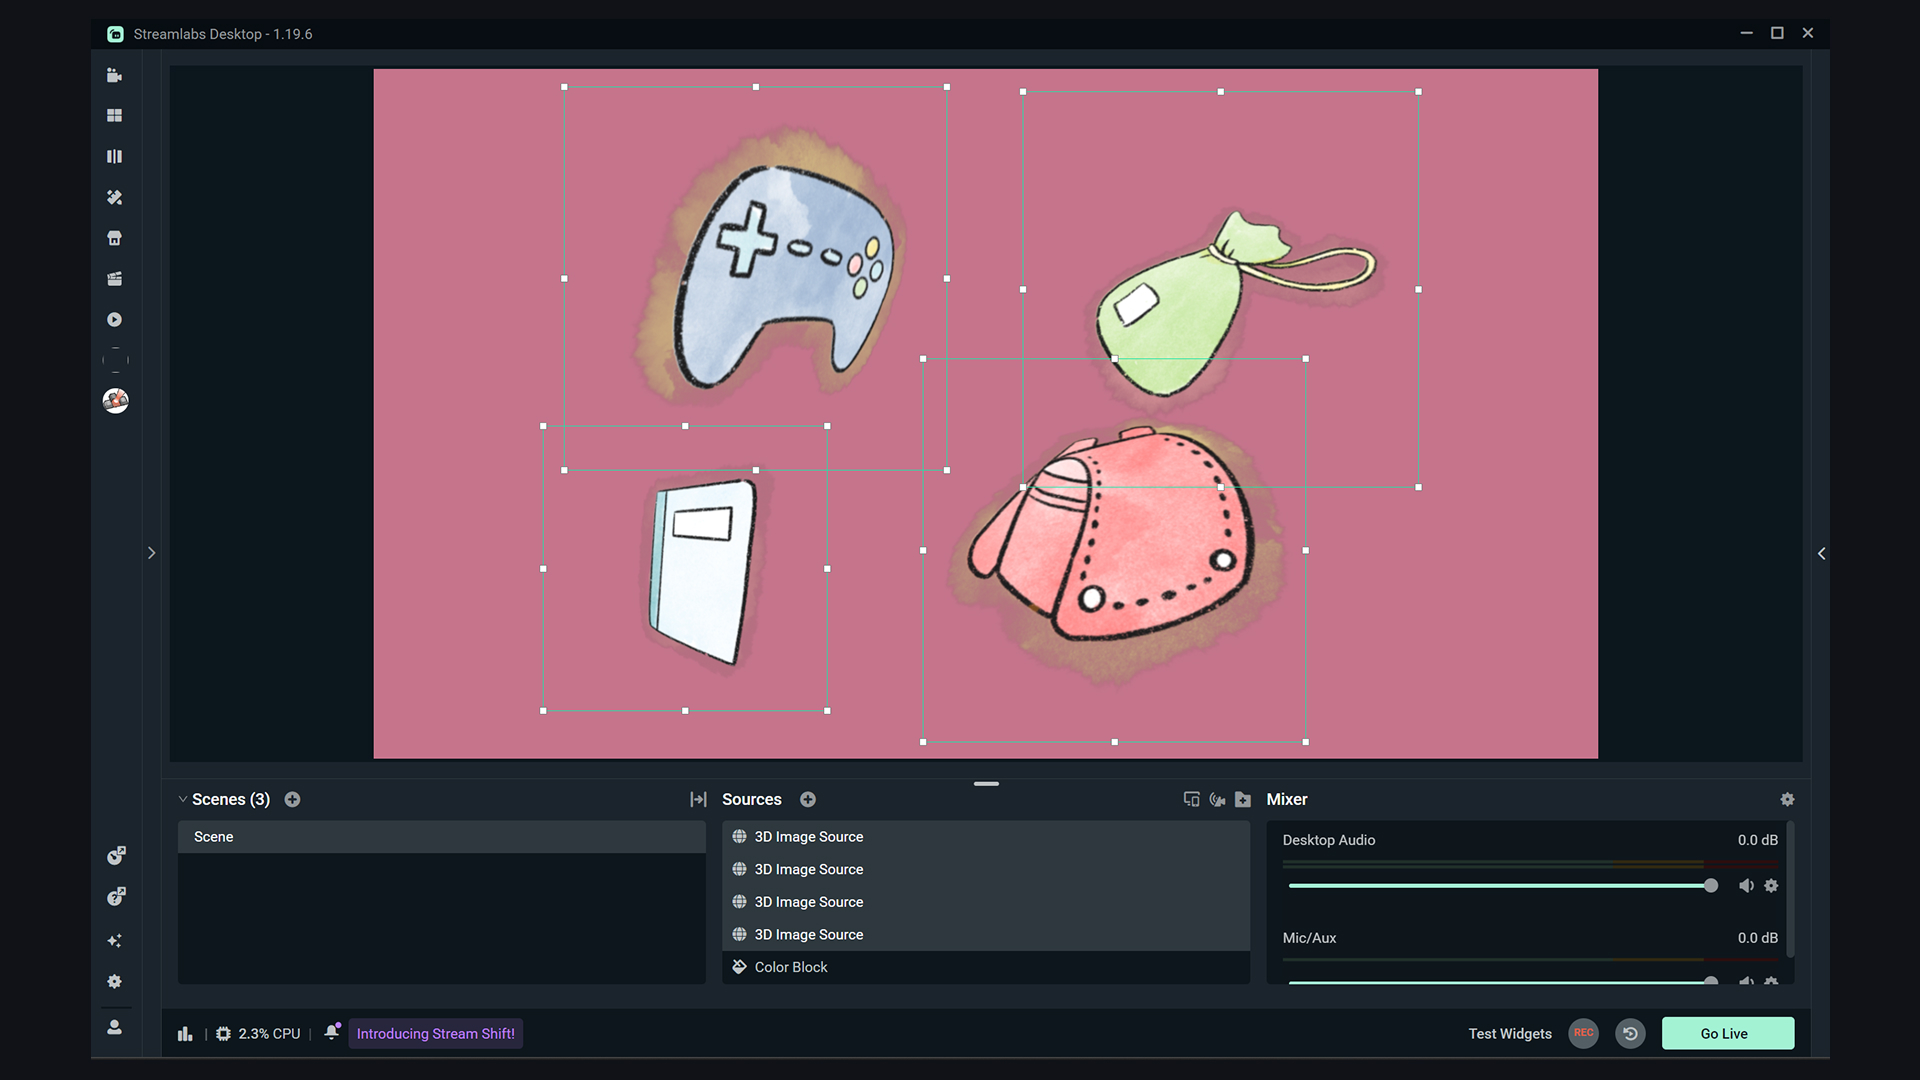 Streamlabs Desktop - 1.19.6
Scenes (3)
Scene
Sources
3D Image Source
3D Image Source
3D Image Source
3D Image Source
Color Block
Mixer
Desktop Audio 0.0 dB
Mic/Aux 0.0 dB
2.3% CPU
Introducing Stream Shift!
Test Widgets
REC
Go Live